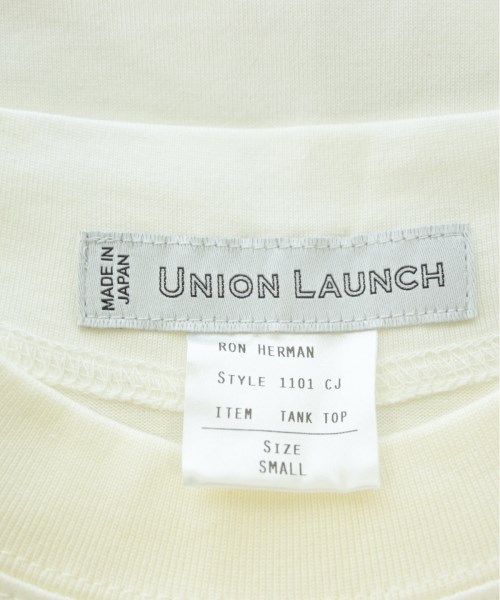 MADE IN
JAPAN
UNION LAUNCH
RON HERMAN
STYLE 1101 CJ
ITEM TANK TOP
SIZE
SMALL